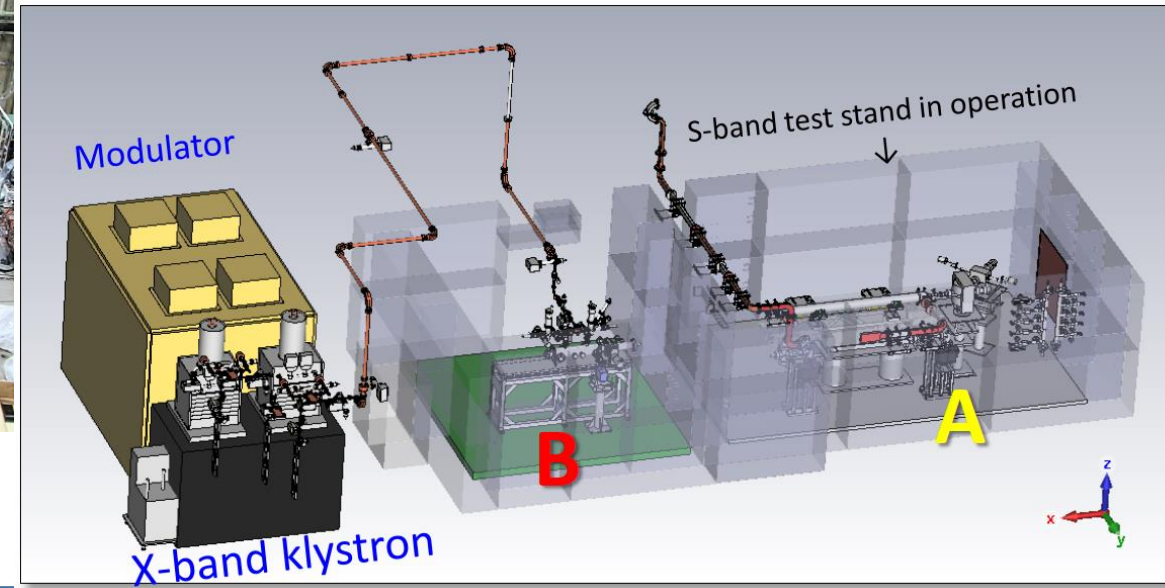 S-band test stand in operation
Modulator
B
A
X-band klystron
z
x
y